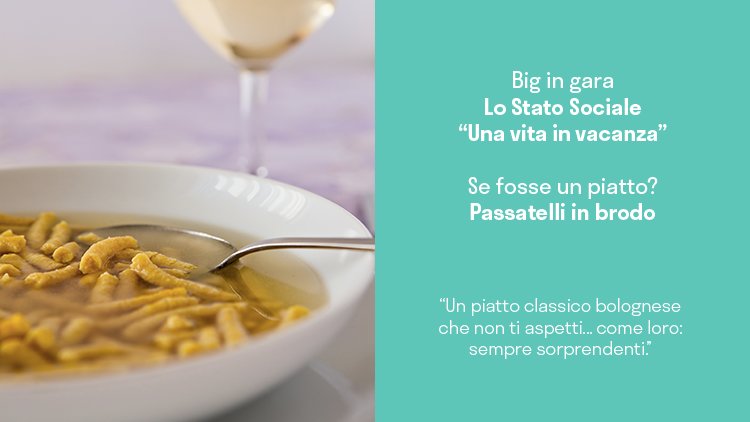 Big in gara
Lo Stato Sociale
“Una vita in vacanza”
Se fosse un piatto?
Passatelli in brodo
“Un piatto classico bolognese
che non ti aspetti... come loro:
sempre sorprendenti.”